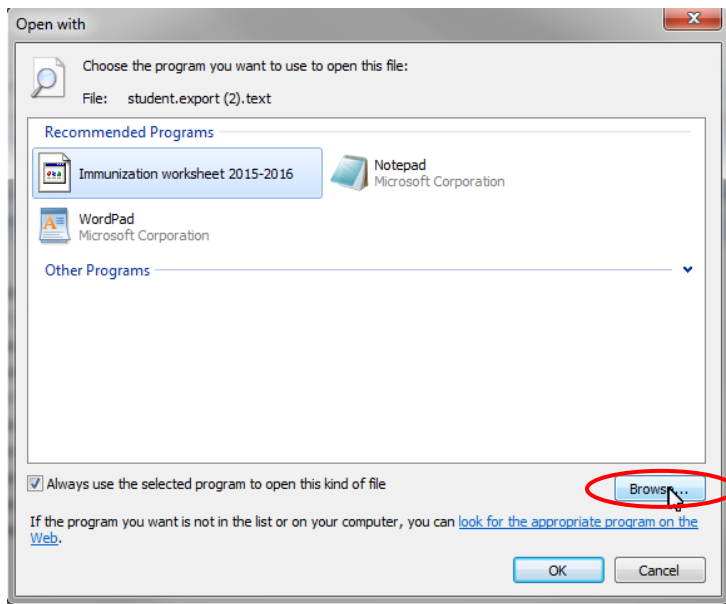 Open with
Choose the program you want to use to open this file:
File: student.export (2).text
Recommended Programs
Immunization worksheet 2015-2016
Notepad
Microsoft Corporation
WordPad
Microsoft Corporation
Other Programs
Always use the selected program to open this kind of file
Browse...
If the program you want is not in the list or on your computer, you can look for the appropriate program on the
Web.
OK
Cancel